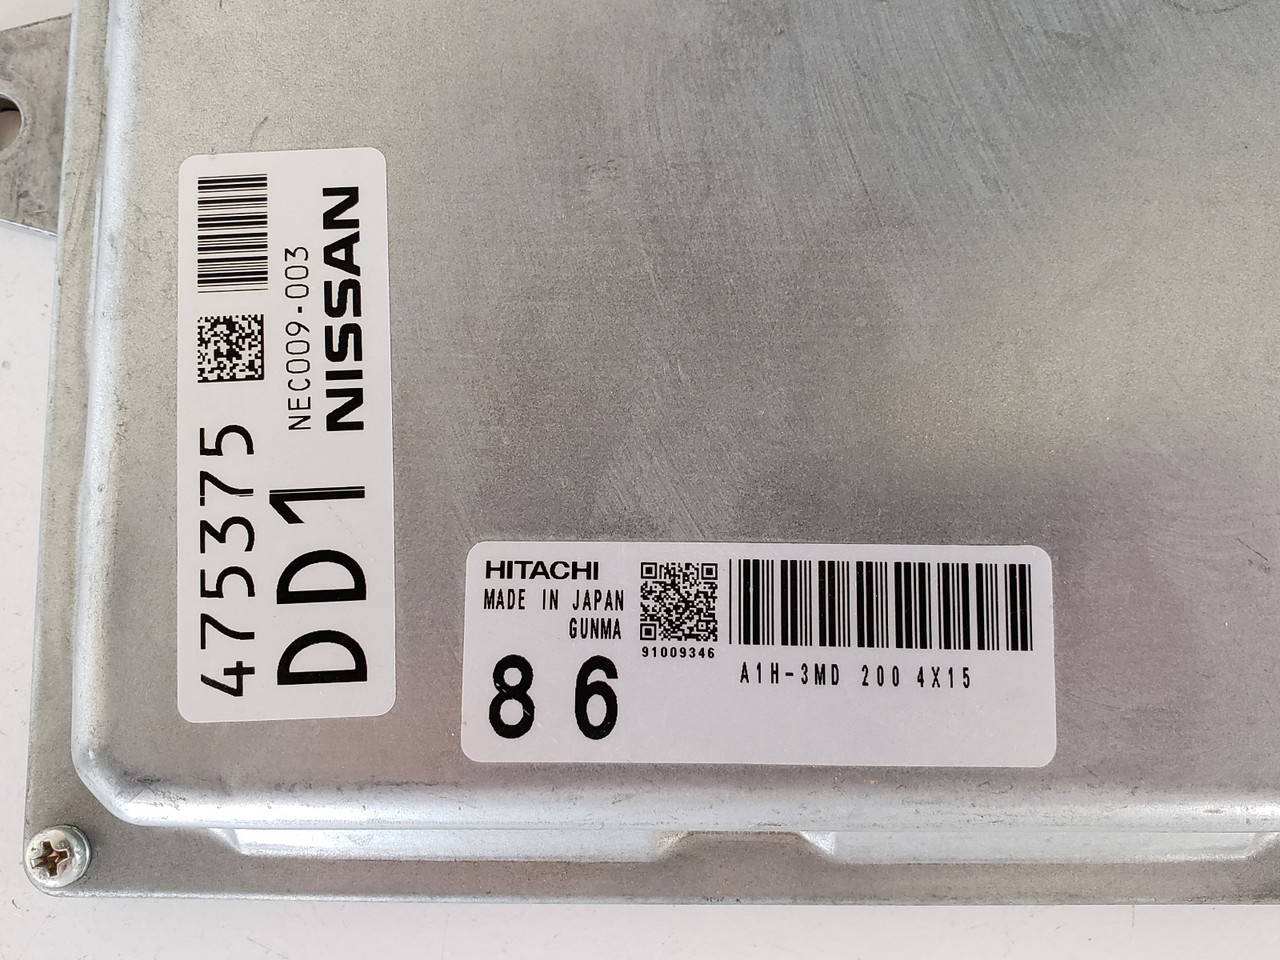 475375
NEC009-003
DD1
NISSAN
HITACHI
MADE IN JAPAN
GUNMA
91009346
86
A1H-3MD 200 4X15